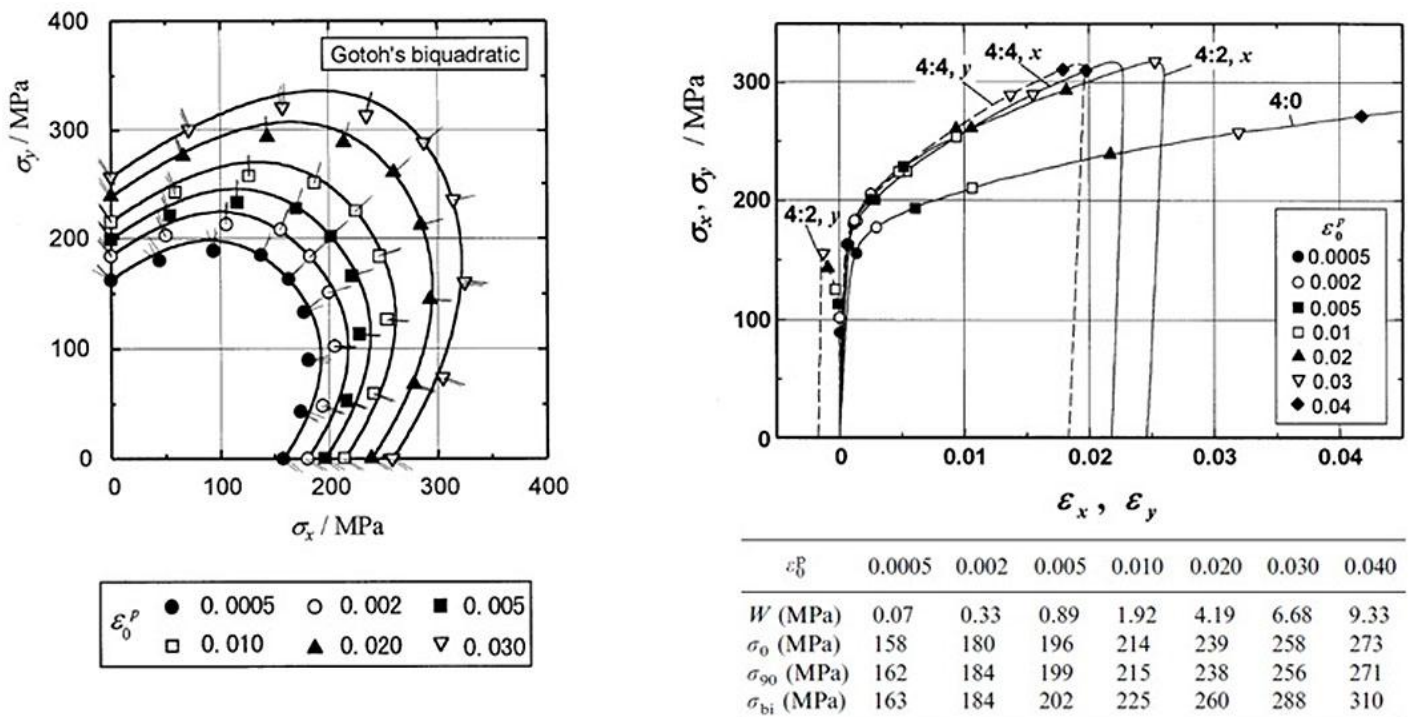 400
300
200
100
0
σy / MPa
Gotoh's biquadratic
0 100 200 300 400
σx / MPa
ε₀ᵖ
0.0005 0.002 0.005
0.010 0.020 0.030
300
200
100
0
σx, σy / MPa
4:4, y
4:4, x
4:2, x
4:0
4:2, y
ε₀ᵖ
0.0005
0.002
0.005
0.01
0.02
0.03
0.04
0 0.01 0.02 0.03 0.04
εx , εy
ε₀ᵖ 0.0005 0.002 0.005 0.010 0.020 0.030 0.040
W (MPa) 0.07 0.33 0.89 1.92 4.19 6.68 9.33
σ₀ (MPa) 158 180 196 214 239 258 273
σ₉₀ (MPa) 162 184 199 215 238 256 271
σbi (MPa) 163 184 202 225 260 288 310